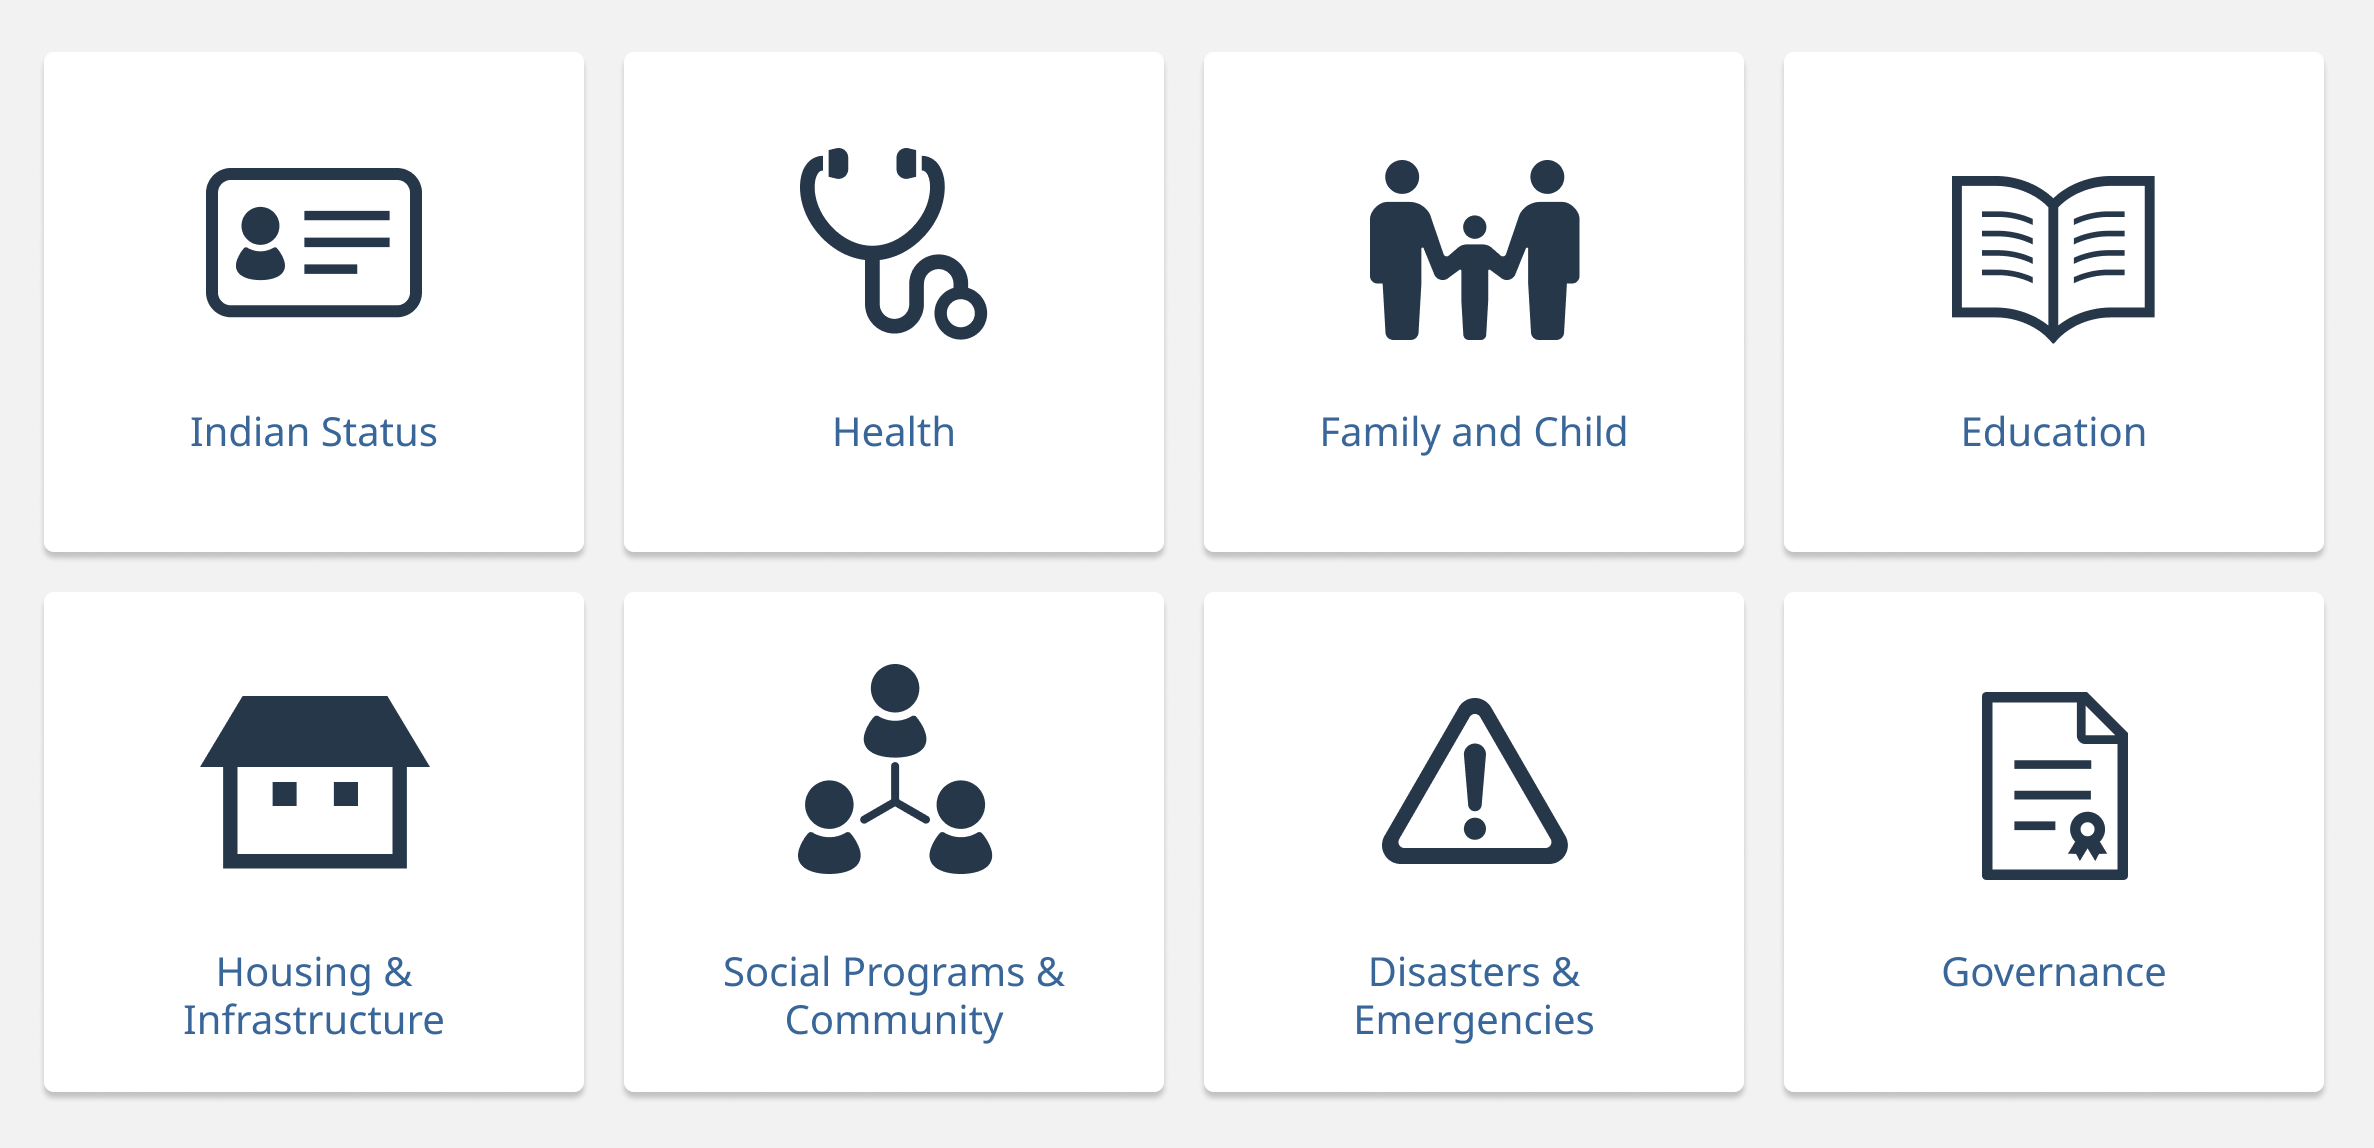 Indian Status
Health
Family and Child
Education
Housing &
Infrastructure
Social Programs &
Community
Disasters &
Emergencies
Governance